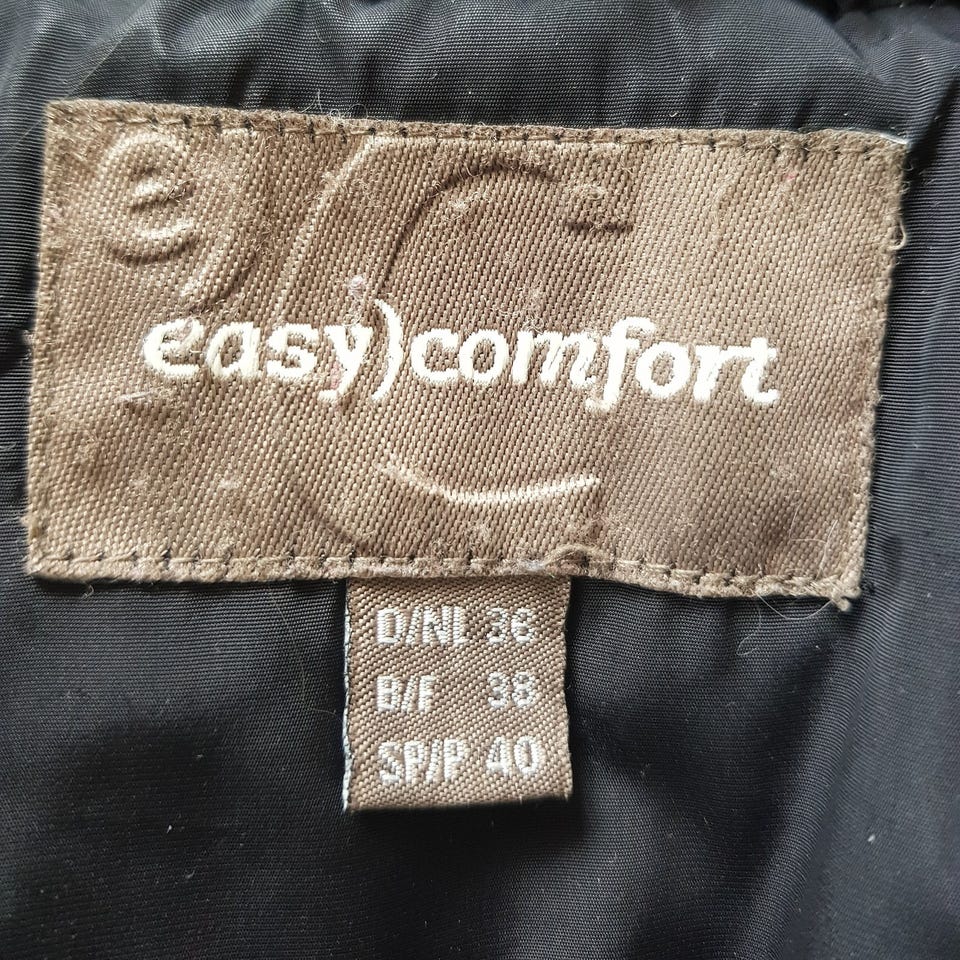 e)c
easy)comfort
D/NL 36
B/F 38
SP/P 40